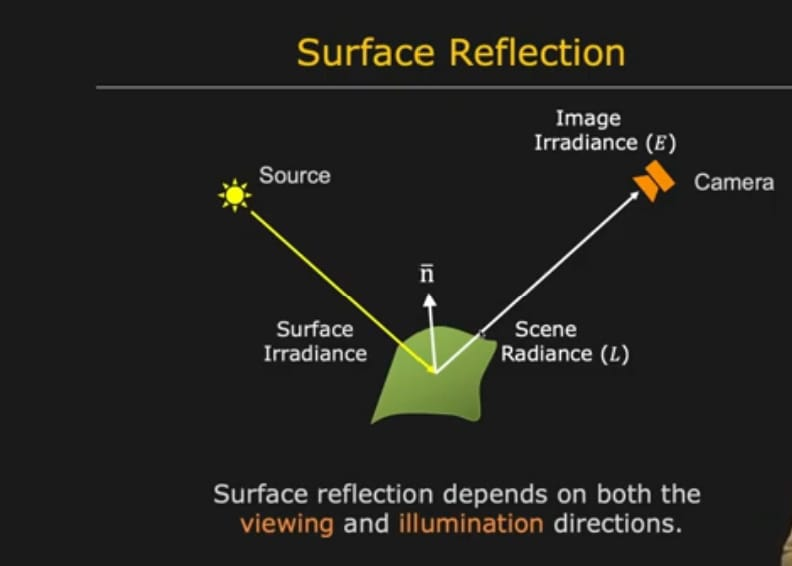 Surface Reflection
Image
Irradiance (E)
Source
Camera
n̄
Surface
Irradiance
Scene
Radiance (L)
Surface reflection depends on both the
viewing and illumination directions.